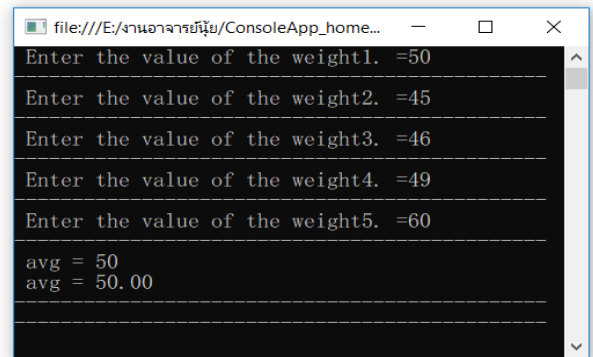 file:///E:/งานอาจารย์นุ้ย/ConsoleApp_home...
Enter the value of the weight1. =50
----------------------------------------
Enter the value of the weight2. =45
----------------------------------------
Enter the value of the weight3. =46
----------------------------------------
Enter the value of the weight4. =49
----------------------------------------
Enter the value of the weight5. =60
----------------------------------------
avg = 50
avg = 50.00
----------------------------------------
----------------------------------------